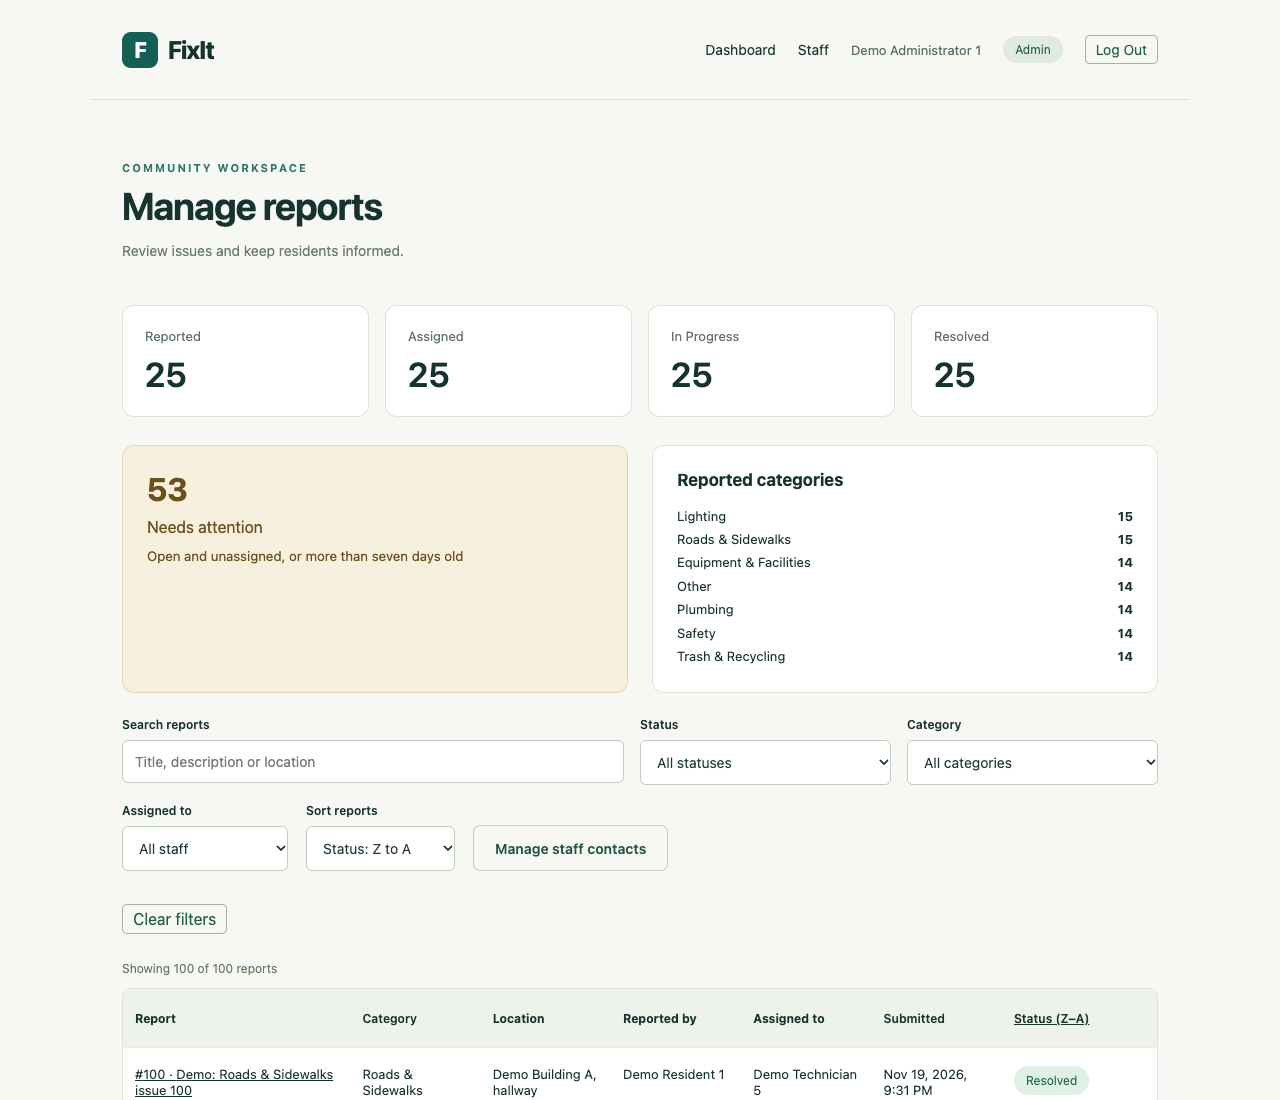 F FixIt
Dashboard Staff Demo Administrator 1 Admin Log Out
COMMUNITY WORKSPACE
Manage reports
Review issues and keep residents informed.
Reported
25
Assigned
25
In Progress
25
Resolved
25
53
Needs attention
Open and unassigned, or more than seven days old
Reported categories
Lighting 15
Roads & Sidewalks 15
Equipment & Facilities 14
Other 14
Plumbing 14
Safety 14
Trash & Recycling 14
Search reports
Title, description or location
Status
All statuses
Category
All categories
Assigned to
All staff
Sort reports
Status: Z to A
Manage staff contacts
Clear filters
Showing 100 of 100 reports
Report Category Location Reported by Assigned to Submitted Status (Z–A)
#100 · Demo: Roads & Sidewalks
issue 100
Roads &
Sidewalks
Demo Building A,
hallway
Demo Resident 1
Demo Technician
5
Nov 19, 2026,
9:31 PM
Resolved